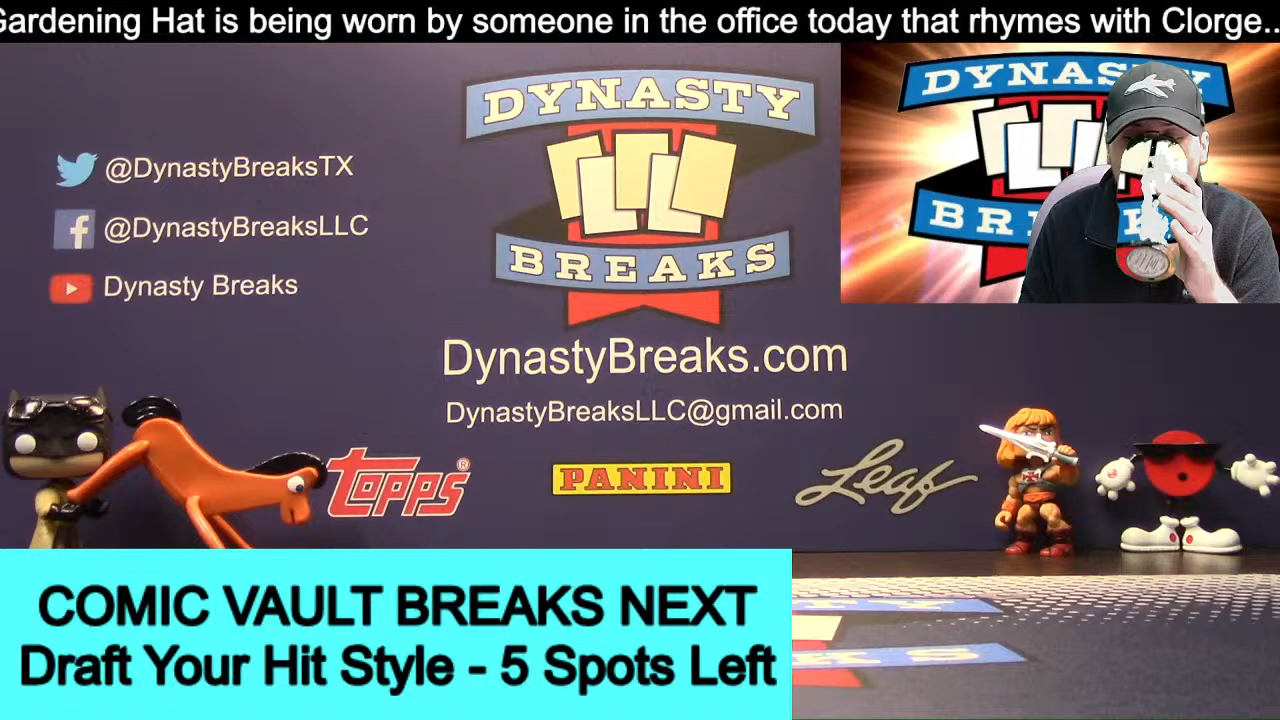 Gardening Hat is being worn by someone in the office today that rhymes with Clorge..
DYNASTY
BREAKS
@DynastyBreaksTX
@DynastyBreaksLLC
Dynasty Breaks
DynastyBreaks.com
DynastyBreaksLLC@gmail.com
TOPPS®
PANINI
Leaf
DYNASTY
COMIC VAULT BREAKS NEXT
Draft Your Hit Style - 5 Spots Left